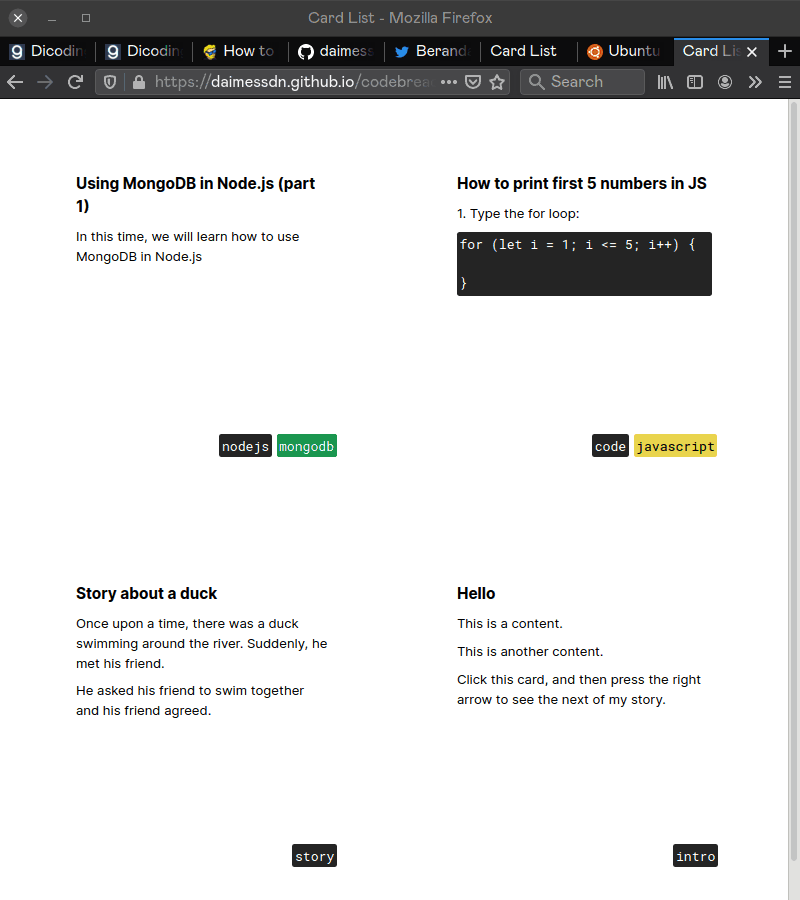 Card List - Mozilla Firefox
Dicodin
Dicodin
How to
daimess
Beranda
Card List
Ubuntu
Card Lis
https://daimessdn.github.io/codebrea
Search
Using MongoDB in Node.js (part
1)
In this time, we will learn how to use
MongoDB in Node.js
nodejs mongodb
How to print first 5 numbers in JS
1. Type the for loop:
for (let i = 1; i <= 5; i++) {
}
code javascript
Story about a duck
Once upon a time, there was a duck
swimming around the river. Suddenly, he
met his friend.
He asked his friend to swim together
and his friend agreed.
story
Hello
This is a content.
This is another content.
Click this card, and then press the right
arrow to see the next of my story.
intro